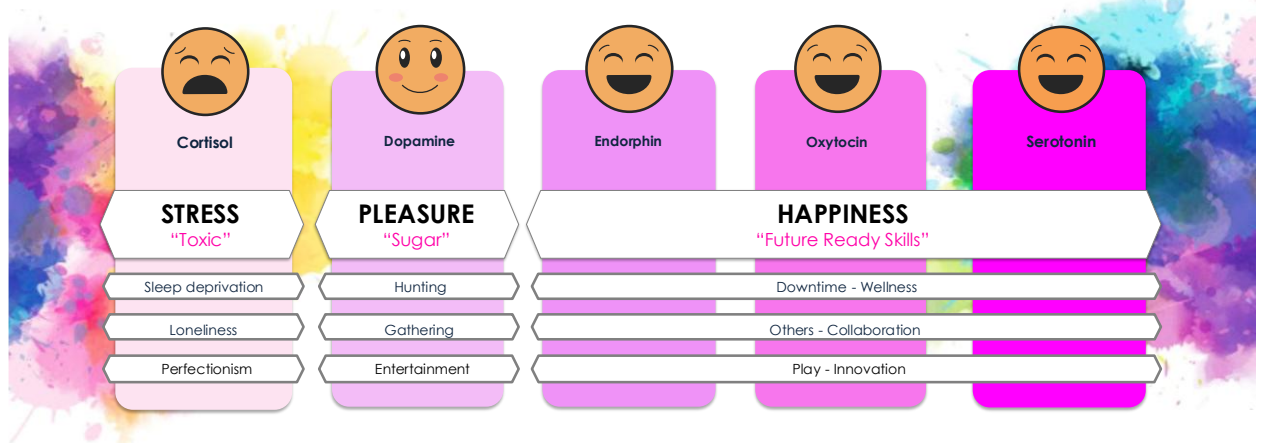 Cortisol
Dopamine
Endorphin
Oxytocin
Serotonin
STRESS
“Toxic”
PLEASURE
“Sugar”
HAPPINESS
“Future Ready Skills”
Sleep deprivation
Hunting
Downtime - Wellness
Loneliness
Gathering
Others - Collaboration
Perfectionism
Entertainment
Play - Innovation